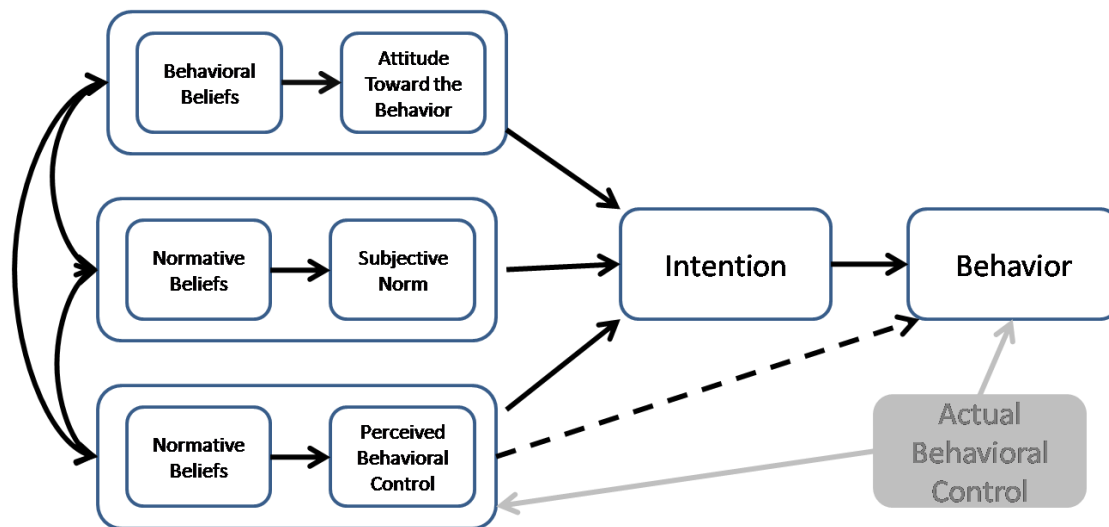 Behavioral
Beliefs
Attitude
Toward the
Behavior
Normative
Beliefs
Subjective
Norm
Intention
Behavior
Normative
Beliefs
Perceived
Behavioral
Control
Actual
Behavioral
Control